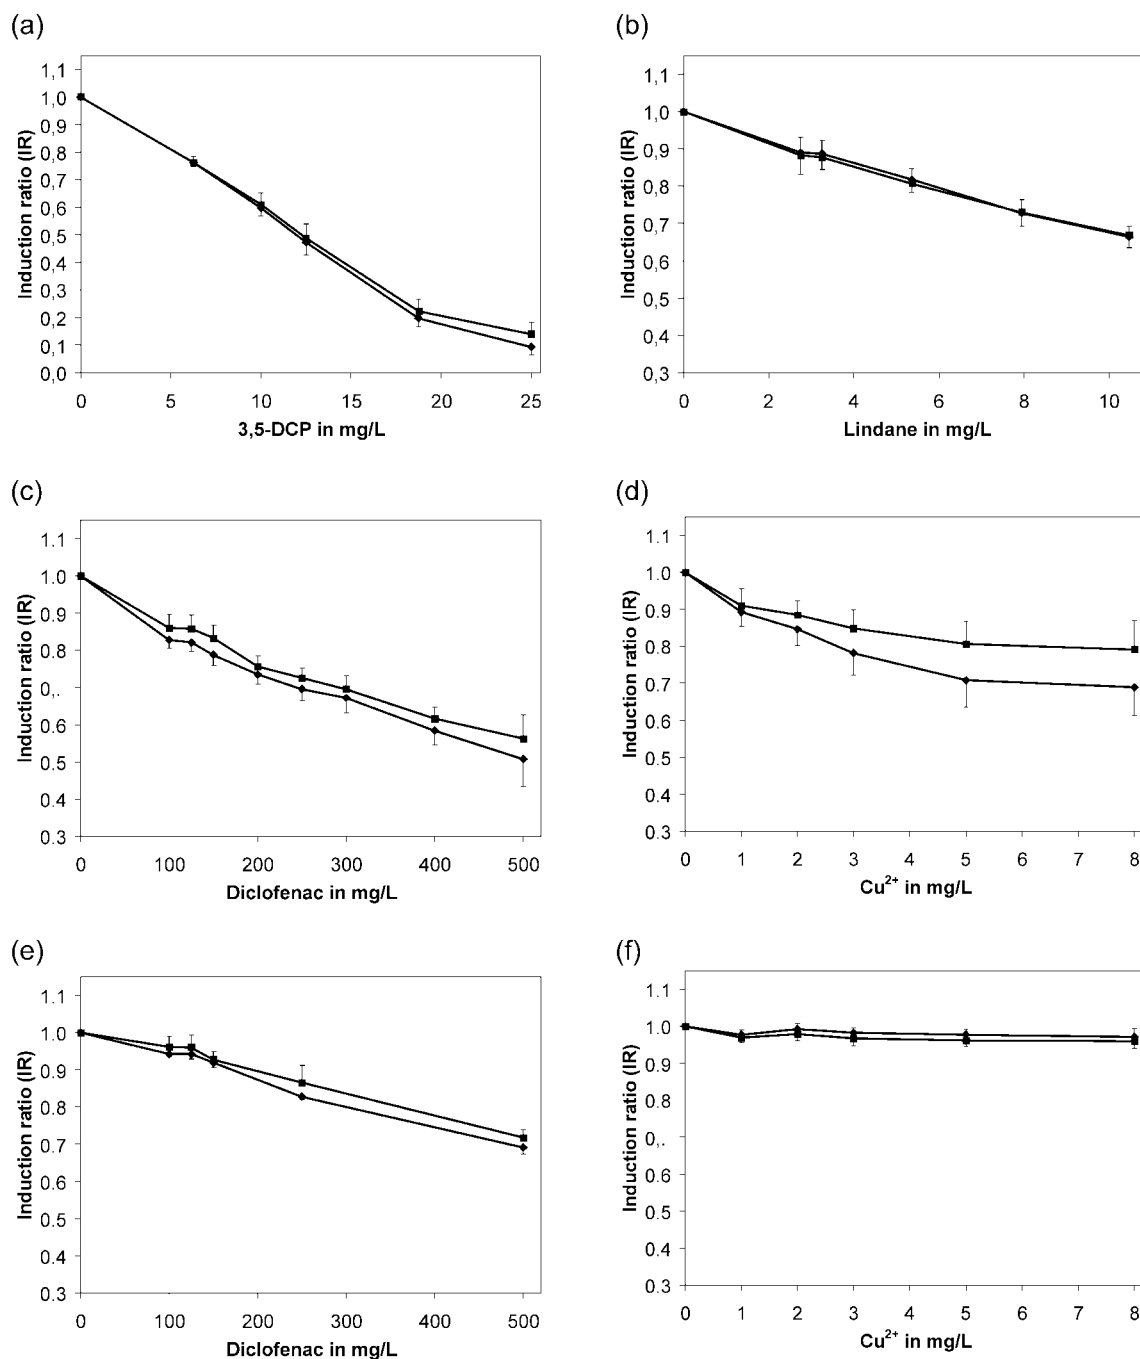 (a)
1,1
1,0
0,9
0,8
0,7
0,6
0,5
0,4
0,3
0,2
0,1
0,0
Induction ratio (IR)
0 5 10 15 20 25
3,5-DCP in mg/L
(b)
1,1
1,0
0,9
0,8
0,7
0,6
0,5
0,4
0,3
Induction ratio (IR)
0 2 4 6 8 10
Lindane in mg/L
(c)
1.1
1.0
0.9
0.8
0,.
0.6
0.5
0.4
0.3
Induction ratio (IR)
0 100 200 300 400 500
Diclofenac in mg/L
(d)
1.1
1.0
0.9
0.8
0.7
0.6
0.5
0.4
0.3
Induction ratio (IR)
0 1 2 3 4 5 6 7 8
Cu²⁺ in mg/L
(e)
1.1
1.0
0.9
0.8
0.7
0.6
0.5
0.4
0.3
Induction ratio (IR)
0 100 200 300 400 500
Diclofenac in mg/L
(f)
1.1
1.0
0.9
0.8
0,.
0.6
0.5
0.4
0.3
Induction ratio (IR)
0 1 2 3 4 5 6 7 8
Cu²⁺ in mg/L